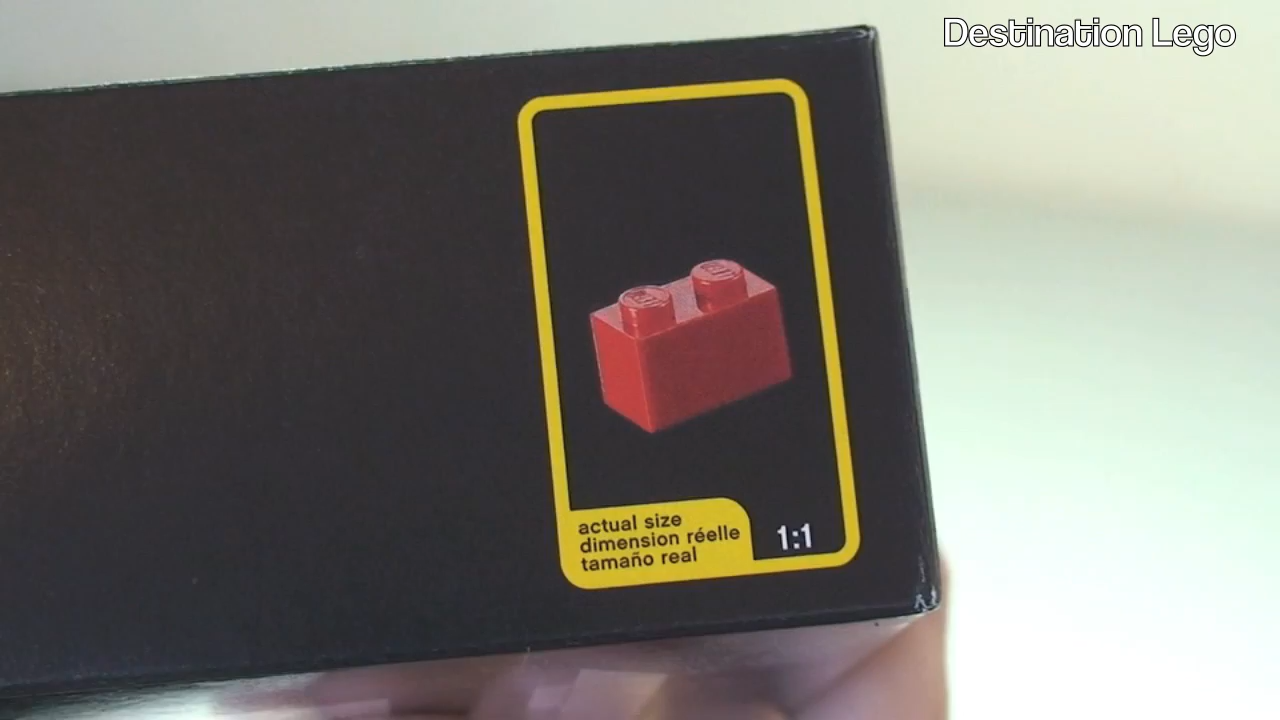 Destination Lego
actual size
dimension réelle
tamaño real
1:1